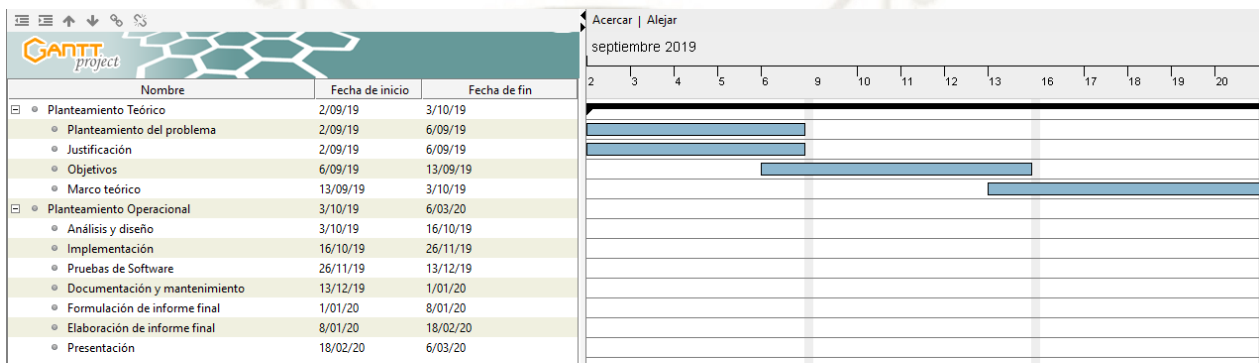 Acercar | Alejar
GANTT project
septiembre 2019
2 3 4 5 6 9 10 11 12 13 16 17 18 19 20
Nombre Fecha de inicio Fecha de fin
Planteamiento Teórico 2/09/19 3/10/19
Planteamiento del problema 2/09/19 6/09/19
Justificación 2/09/19 6/09/19
Objetivos 6/09/19 13/09/19
Marco teórico 13/09/19 3/10/19
Planteamiento Operacional 3/10/19 6/03/20
Análisis y diseño 3/10/19 16/10/19
Implementación 16/10/19 26/11/19
Pruebas de Software 26/11/19 13/12/19
Documentación y mantenimiento 13/12/19 1/01/20
Formulación de informe final 1/01/20 8/01/20
Elaboración de informe final 8/01/20 18/02/20
Presentación 18/02/20 6/03/20